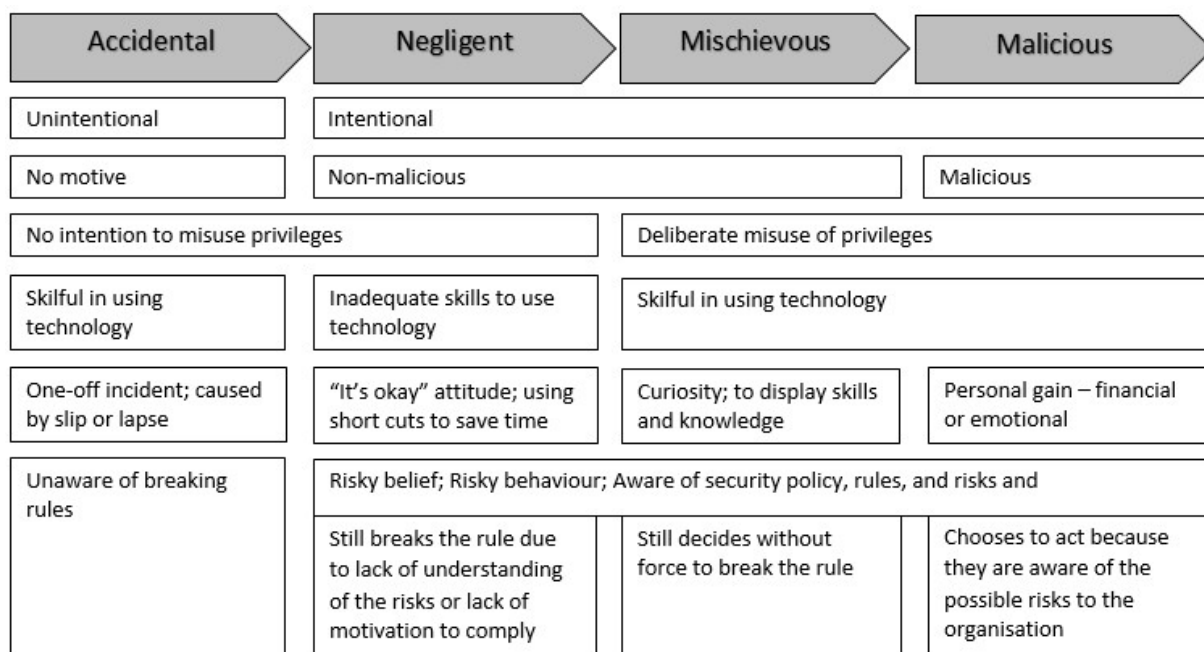 Accidental
Negligent
Mischievous
Malicious
Unintentional
Intentional
No motive
Non-malicious
Malicious
No intention to misuse privileges
Deliberate misuse of privileges
Skilful in using
technology
Inadequate skills to use
technology
Skilful in using technology
One-off incident; caused
by slip or lapse
“It’s okay” attitude; using
short cuts to save time
Curiosity; to display skills
and knowledge
Personal gain – financial
or emotional
Unaware of breaking
rules
Risky belief; Risky behaviour; Aware of security policy, rules, and risks and
Still breaks the rule due
to lack of understanding
of the risks or lack of
motivation to comply
Still decides without
force to break the rule
Chooses to act because
they are aware of the
possible risks to the
organisation